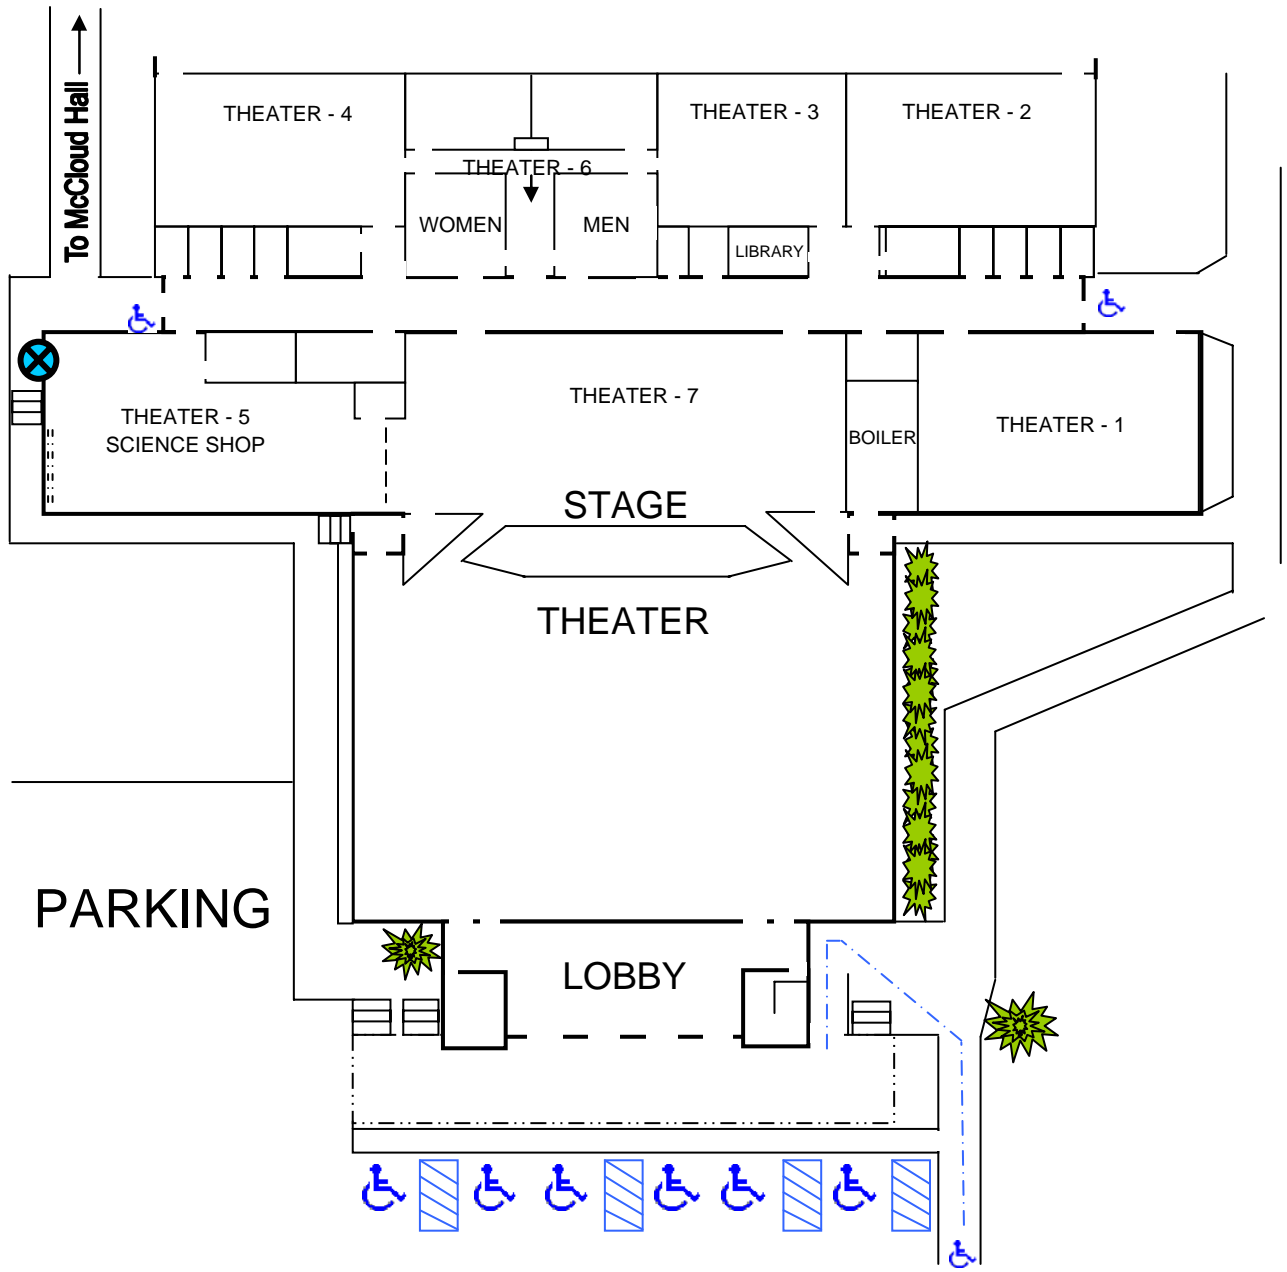 To McCloud Hall
THEATER - 4
THEATER - 3
THEATER - 2
THEATER - 6
WOMEN
MEN
LIBRARY
THEATER - 5
SCIENCE SHOP
THEATER - 7
BOILER
THEATER - 1
STAGE
THEATER
PARKING
LOBBY